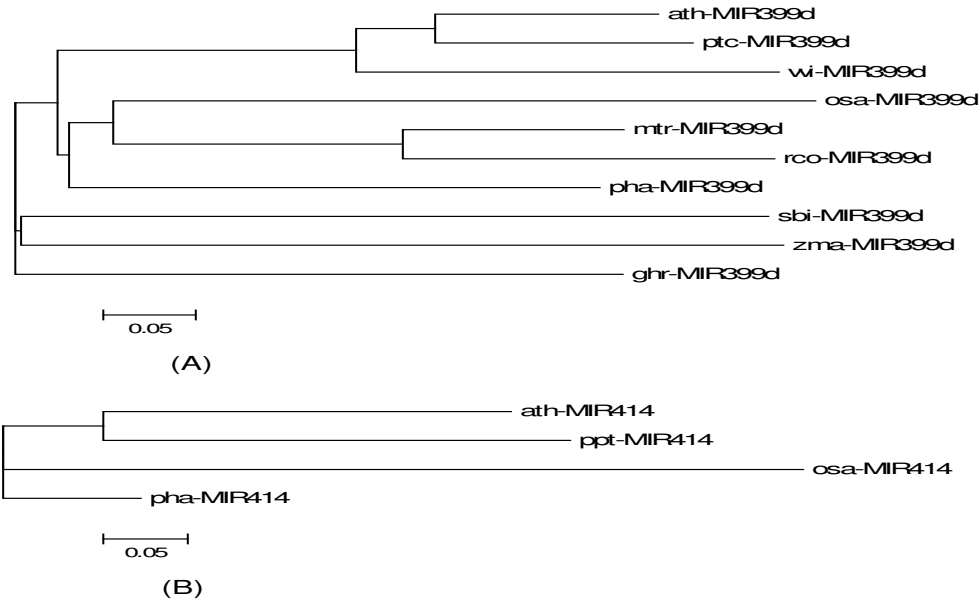 ath-MIR399d
ptc-MIR399d
vvi-MIR399d
osa-MIR399d
mtr-MIR399d
rco-MIR399d
pha-MIR399d
sbi-MIR399d
zma-MIR399d
ghr-MIR399d
0.05
(A)
ath-MIR414
ppt-MIR414
osa-MIR414
pha-MIR414
0.05
(B)